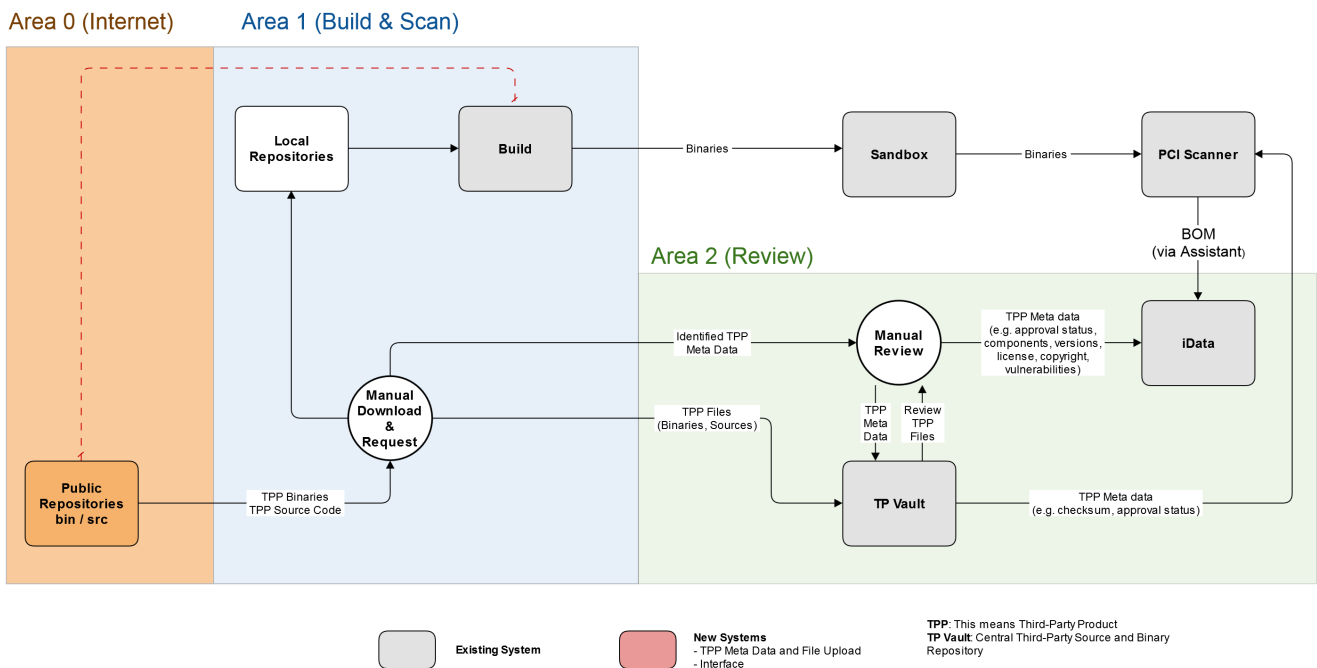 Area 0 (Internet)
Area 1 (Build & Scan)
Local
Repositories
Build
Binaries
Sandbox
Binaries
PCI Scanner
BOM
(via Assistant)
Area 2 (Review)
Identified TPP
Meta Data
Manual
Review
TPP Meta data
(e.g. approval status,
components, versions,
license, copyright,
vulnerabilities)
iData
Manual
Download
&
Request
TPP Files
(Binaries, Sources)
TPP
Meta
Data
Review
TPP
Files
Public
Repositories
bin / src
TPP Binaries
TPP Source Code
TP Vault
TPP Meta data
(e.g. checksum, approval status)
Existing System
New Systems
- TPP Meta Data and File Upload
- Interface
TPP: This means Third-Party Product
TP Vault: Central Third-Party Source and Binary
Repository